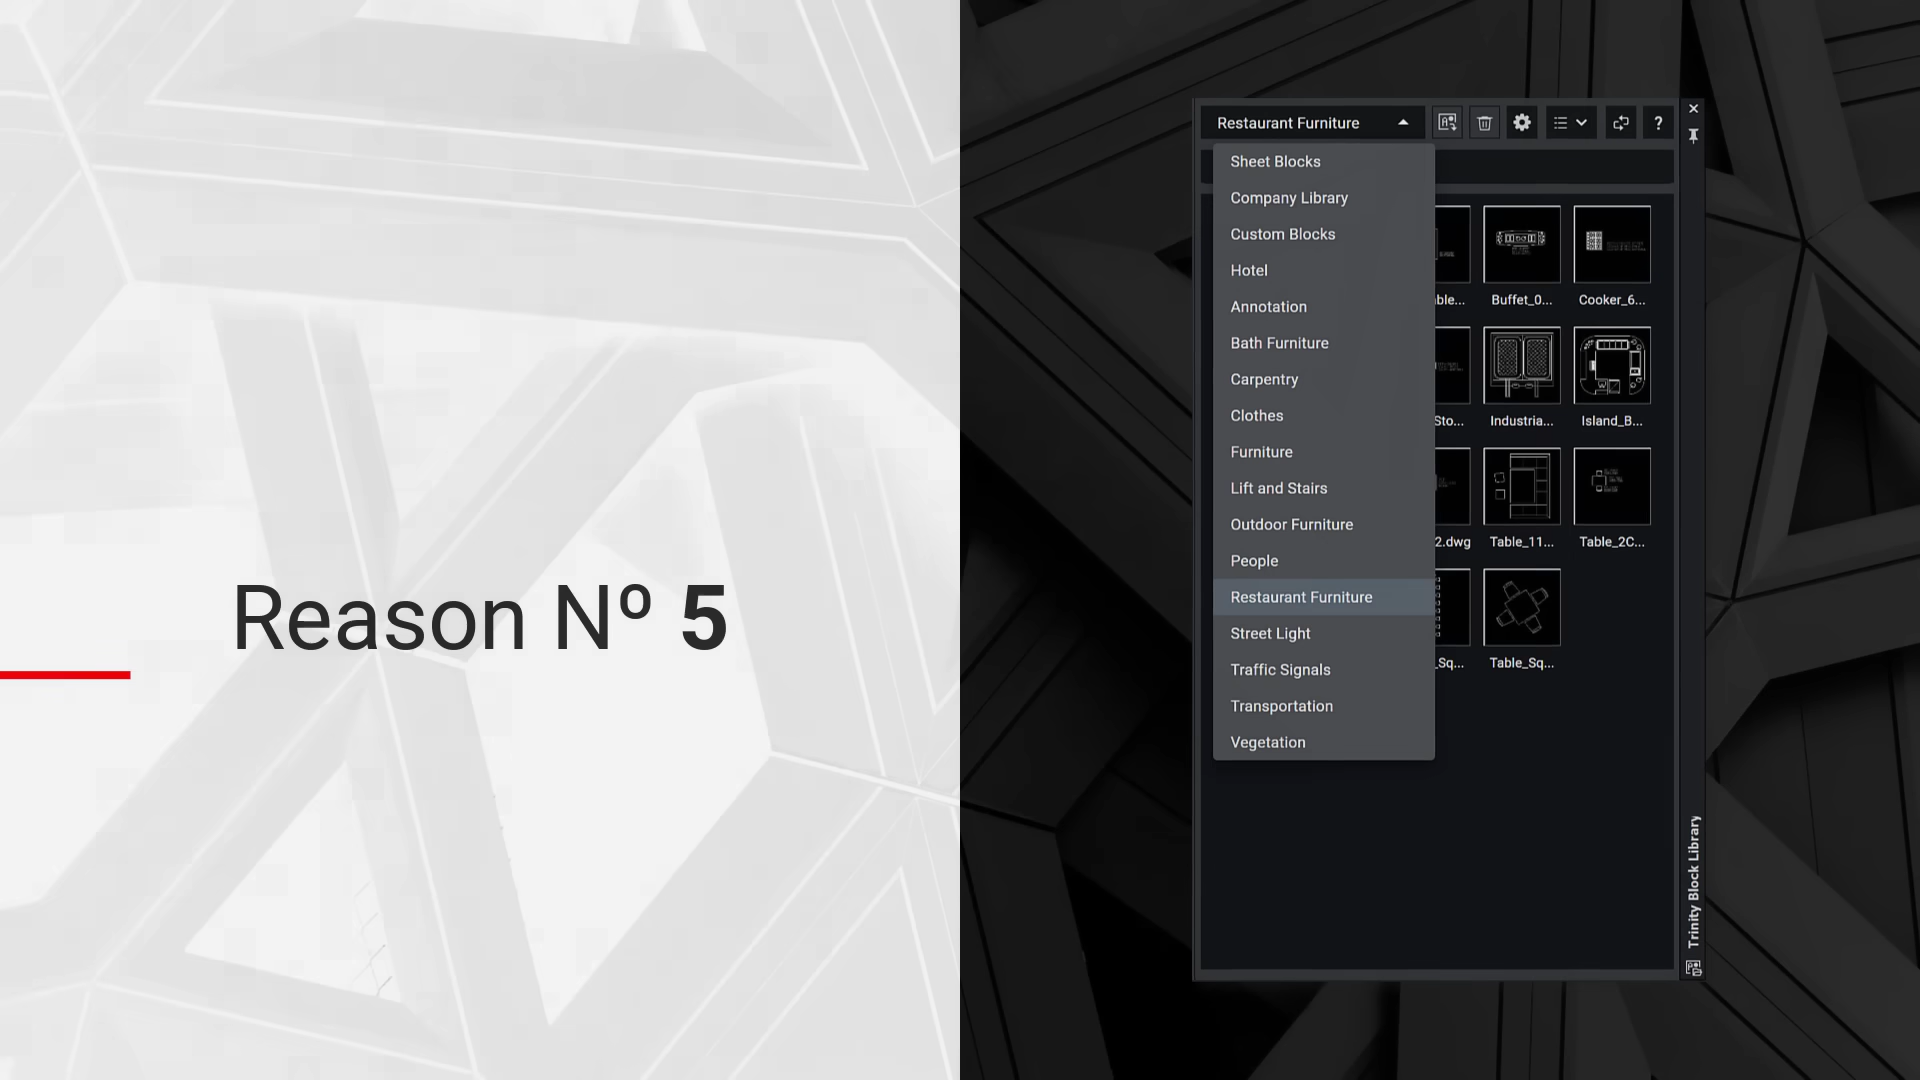 Reason Nº 5
Restaurant Furniture
?
Sheet Blocks
Company Library
Custom Blocks
Hotel
Annotation
Bath Furniture
Carpentry
Clothes
Furniture
Lift and Stairs
Outdoor Furniture
People
Restaurant Furniture
Street Light
Traffic Signals
Transportation
Vegetation
ble... Buffet_0... Cooker_6...
Sto... Industria... Island_B...
2.dwg Table_11... Table_2C...
_Sq... Table_Sq...
Trinity Block Library